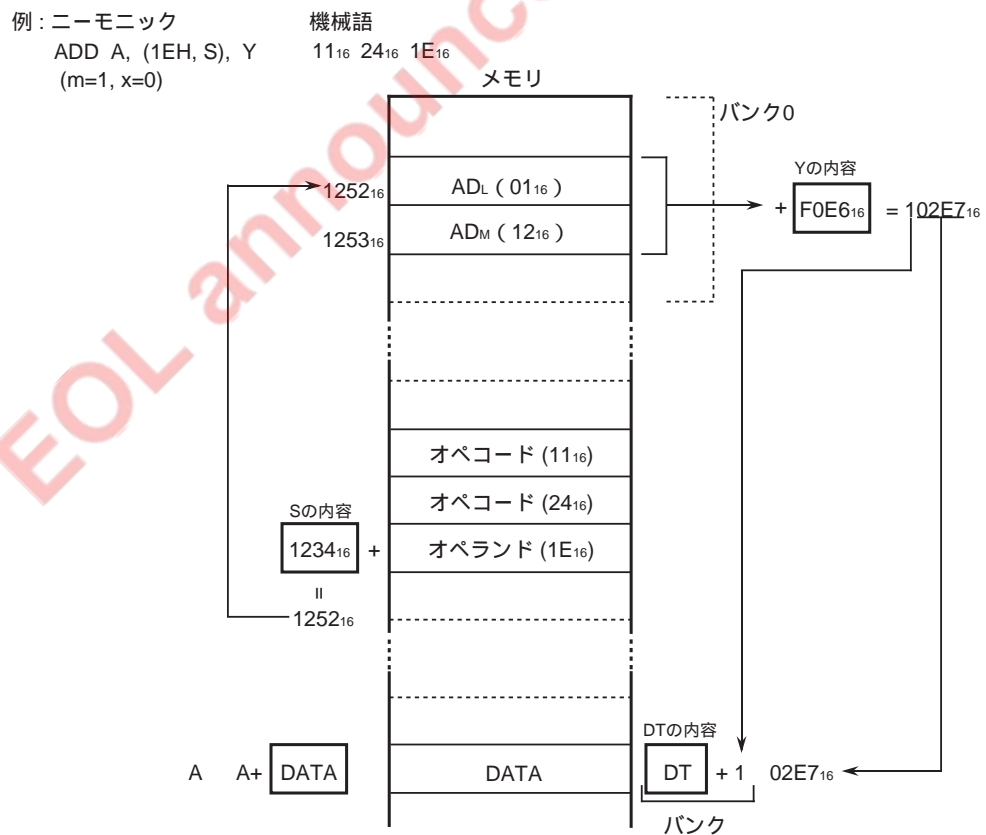 例：ニーモニック 機械語
ADD A, (1EH, S), Y 11₁₆ 24₁₆ 1E₁₆
(m=1, x=0)
メモリ
バンク0
Yの内容
1252₁₆ ADL（01₁₆） + F0E6₁₆ = 102E7₁₆
1253₁₆ ADM（12₁₆）
オペコード (11₁₆)
オペコード (24₁₆)
Sの内容
1234₁₆ + オペランド (1E₁₆)
=
1252₁₆
DTの内容
A A+ DATA DATA DT + 1 02E7₁₆
バンク
EOL announc